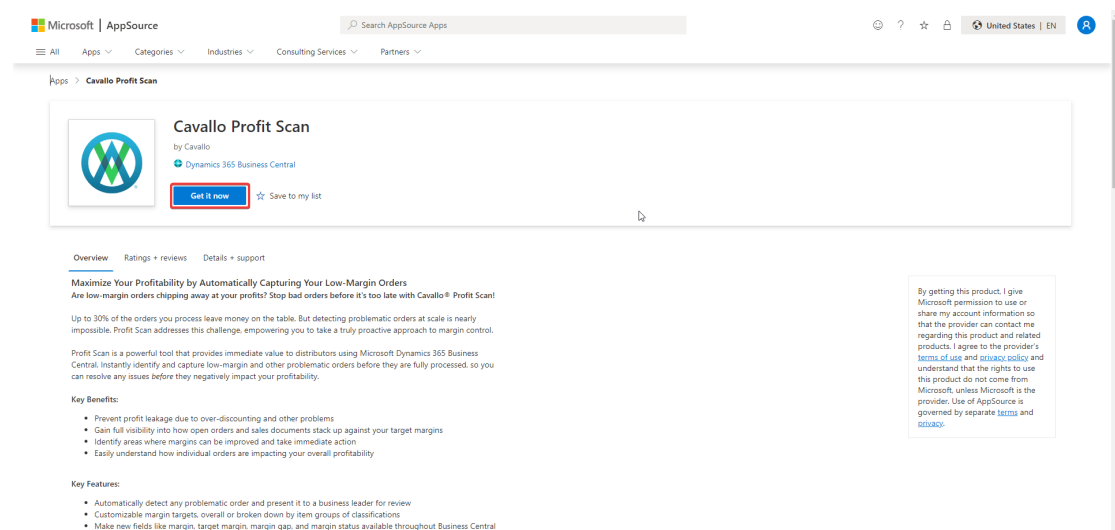 Microsoft | AppSource
Search AppSource Apps
? United States | EN
R
All Apps Categories Industries Consulting Services Partners
Apps > Cavallo Profit Scan
Cavallo Profit Scan
by Cavallo
Dynamics 365 Business Central
Get it now Save to my list
Overview Ratings + reviews Details + support
Maximize Your Profitability by Automatically Capturing Your Low-Margin Orders
Are low-margin orders chipping away at your profits? Stop bad orders before it's too late with Cavallo® Profit Scan!
Up to 30% of the orders you process leave money on the table. But detecting problematic orders at scale is nearly
impossible. Profit Scan addresses this challenge, empowering you to take a truly proactive approach to margin control.
Profit Scan is a powerful tool that provides immediate value to distributors using Microsoft Dynamics 365 Business
Central. Instantly identify and capture low-margin and other problematic orders before they are fully processed, so you
can resolve any issues before they negatively impact your profitability.
Key Benefits:
• Prevent profit leakage due to over-discounting and other problems
• Gain full visibility into how open orders and sales documents stack up against your target margins
• Identify areas where margins can be improved and take immediate action
• Easily understand how individual orders are impacting your overall profitability
Key Features:
• Automatically detect any problematic order and present it to a business leader for review
• Customizable margin targets, overall or broken down by item groups of classifications
• Make new fields like margin, target margin, margin gap, and margin status available throughout Business Central
By getting this product, I give
Microsoft permission to use or
share my account information so
that the provider can contact me
regarding this product and related
products. I agree to the provider's
terms of use and privacy policy and
understand that the rights to use
this product do not come from
Microsoft, unless Microsoft is the
provider. Use of AppSource is
governed by separate terms and
privacy.